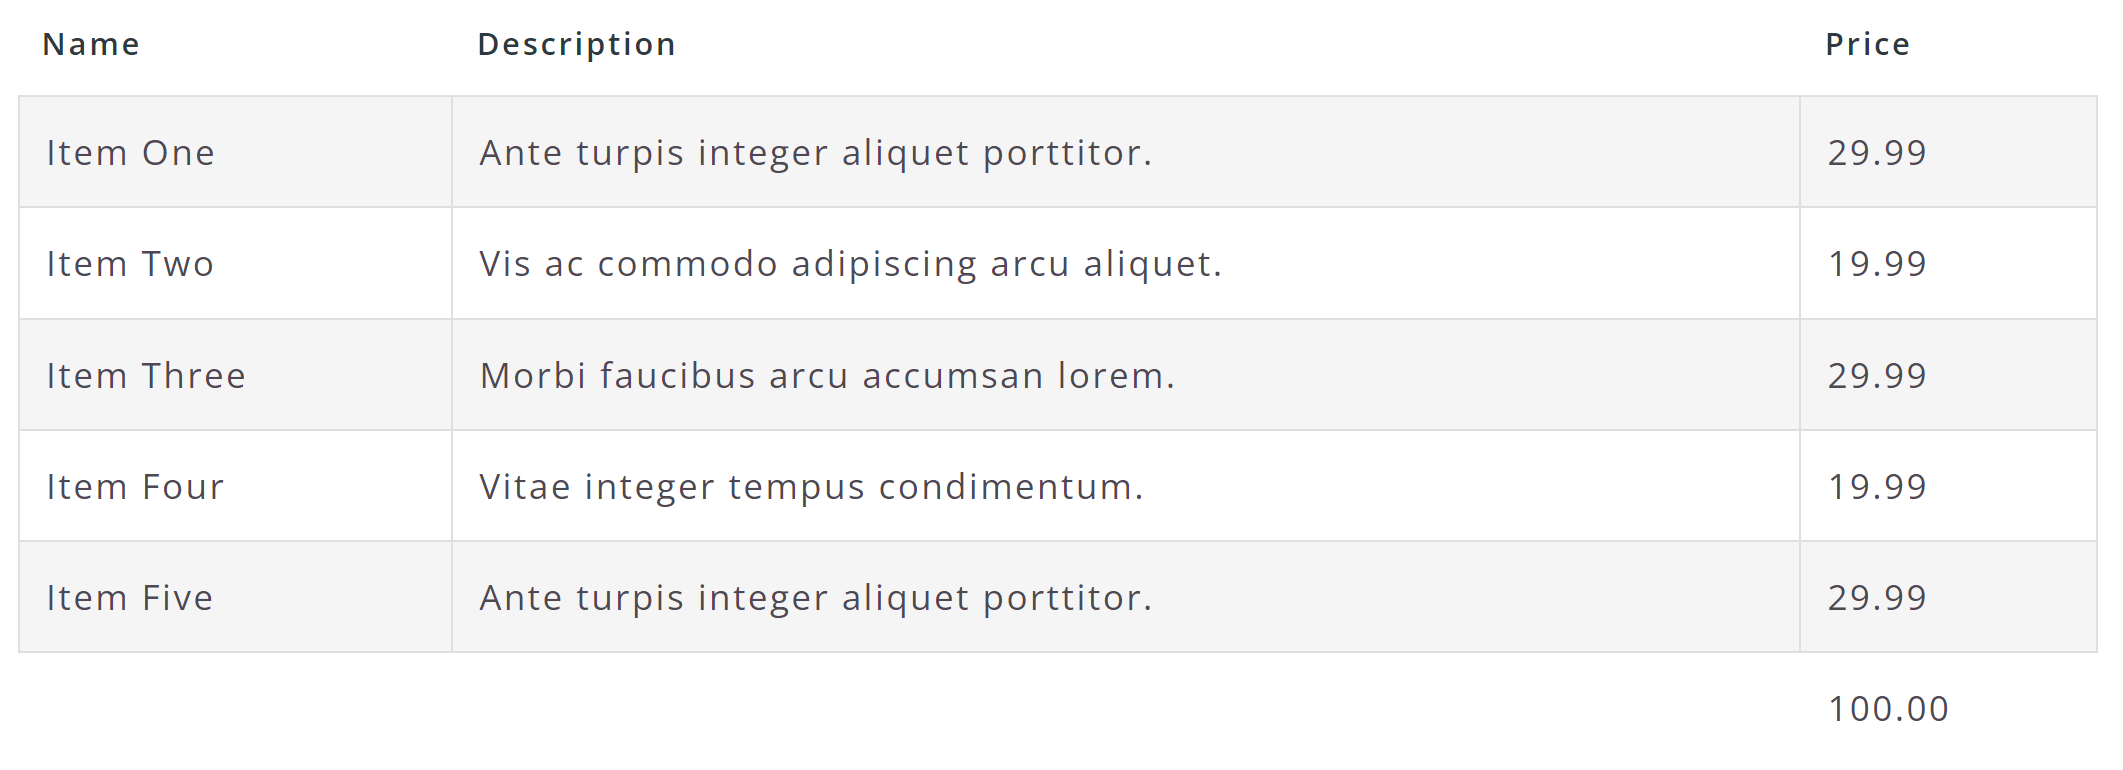 Name Description Price
Item One Ante turpis integer aliquet porttitor. 29.99
Item Two Vis ac commodo adipiscing arcu aliquet. 19.99
Item Three Morbi faucibus arcu accumsan lorem. 29.99
Item Four Vitae integer tempus condimentum. 19.99
Item Five Ante turpis integer aliquet porttitor. 29.99
100.00